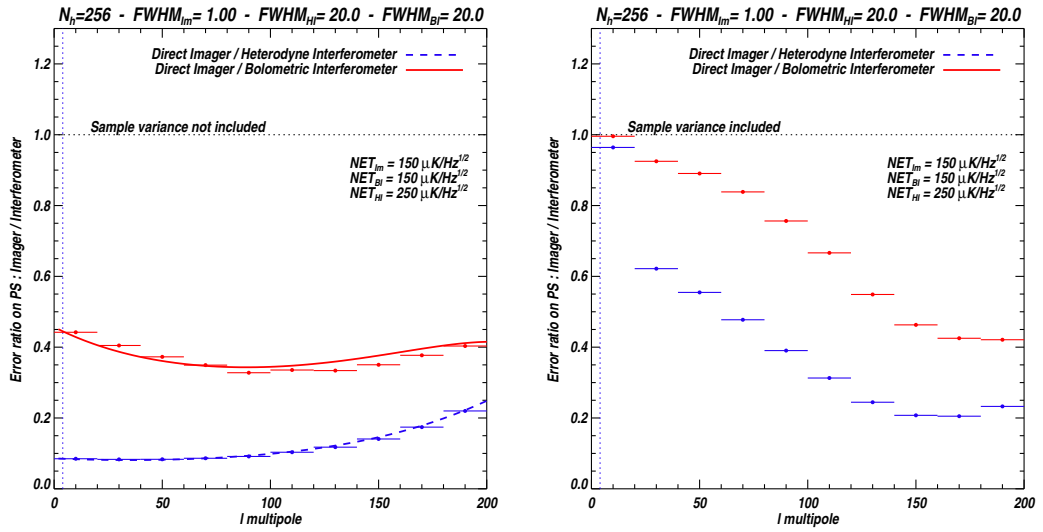 N_h=256 - FWHM_Im= 1.00 - FWHM_HI= 20.0 - FWHM_BI= 20.0
Direct Imager / Heterodyne Interferometer
Direct Imager / Bolometric Interferometer
Sample variance not included
NET_Im = 150 μK/Hz^1/2
NET_BI = 150 μK/Hz^1/2
NET_HI = 250 μK/Hz^1/2
Error ratio on PS : Imager / Interferometer
1.2
1.0
0.8
0.6
0.4
0.2
0.0
0 50 100 150 200
l multipole
N_h=256 - FWHM_Im= 1.00 - FWHM_HI= 20.0 - FWHM_BI= 20.0
Direct Imager / Heterodyne Interferometer
Direct Imager / Bolometric Interferometer
Sample variance included
NET_Im = 150 μK/Hz^1/2
NET_BI = 150 μK/Hz^1/2
NET_HI = 250 μK/Hz^1/2
Error ratio on PS : Imager / Interferometer
1.2
1.0
0.8
0.6
0.4
0.2
0.0
0 50 100 150 200
l multipole